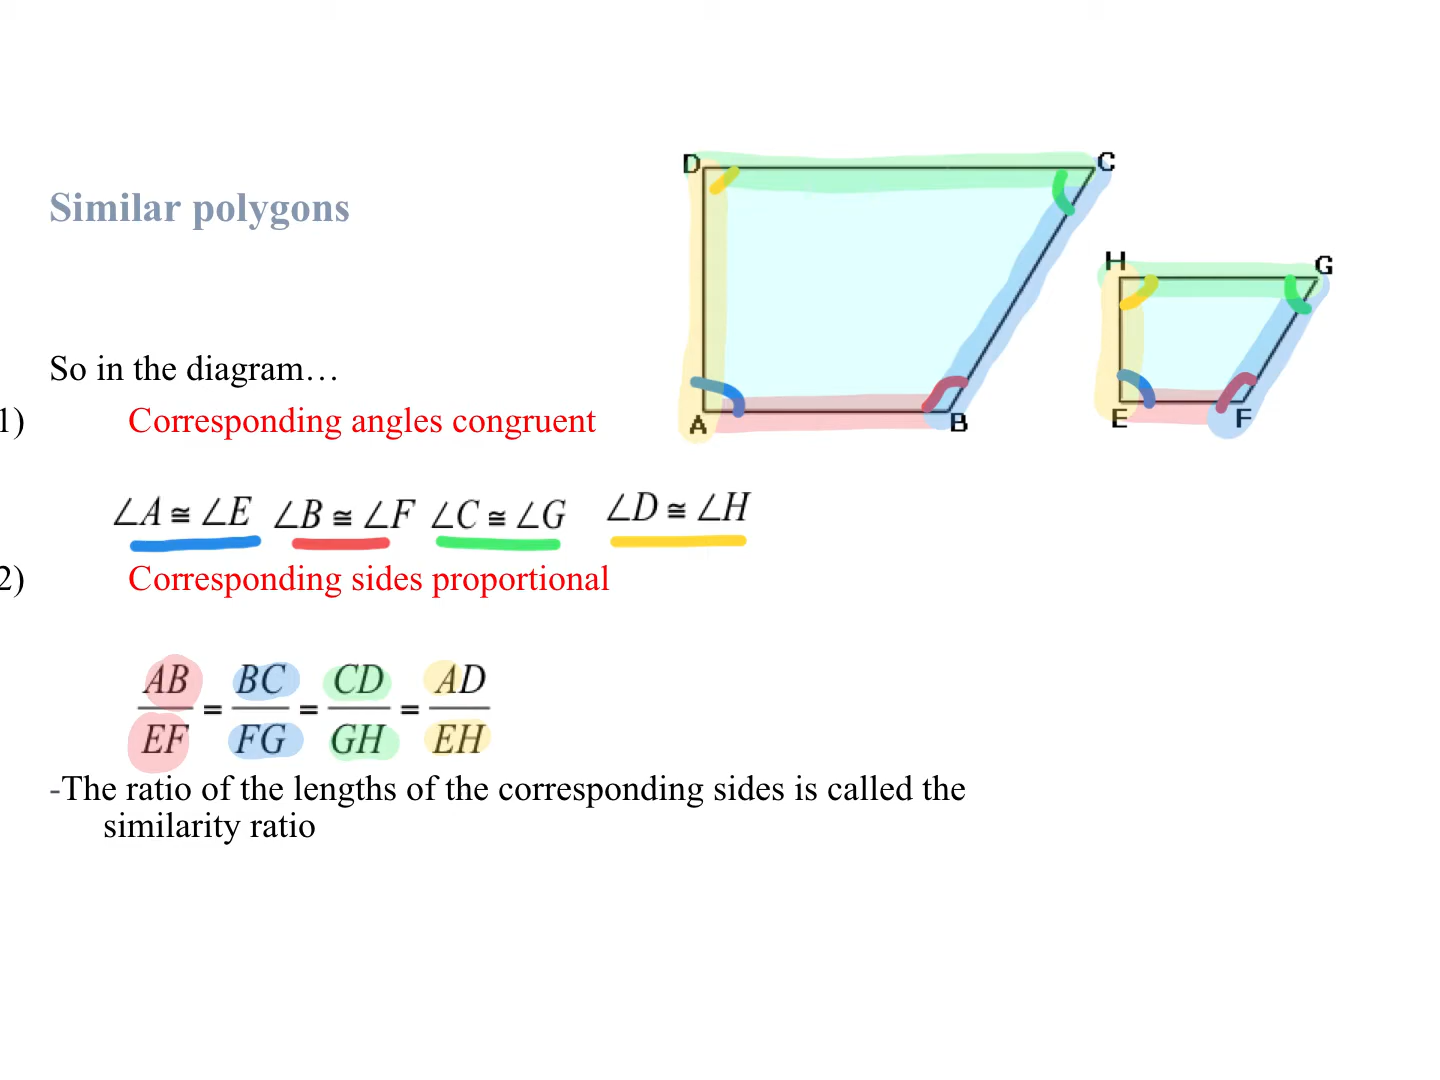 Similar polygons
D
C
H
G
So in the diagram…
1) Corresponding angles congruent
A
B
E
F
∠A ≅ ∠E ∠B ≅ ∠F ∠C ≅ ∠G ∠D ≅ ∠H
2) Corresponding sides proportional
AB/EF = BC/FG = CD/GH = AD/EH
-The ratio of the lengths of the corresponding sides is called the
similarity ratio